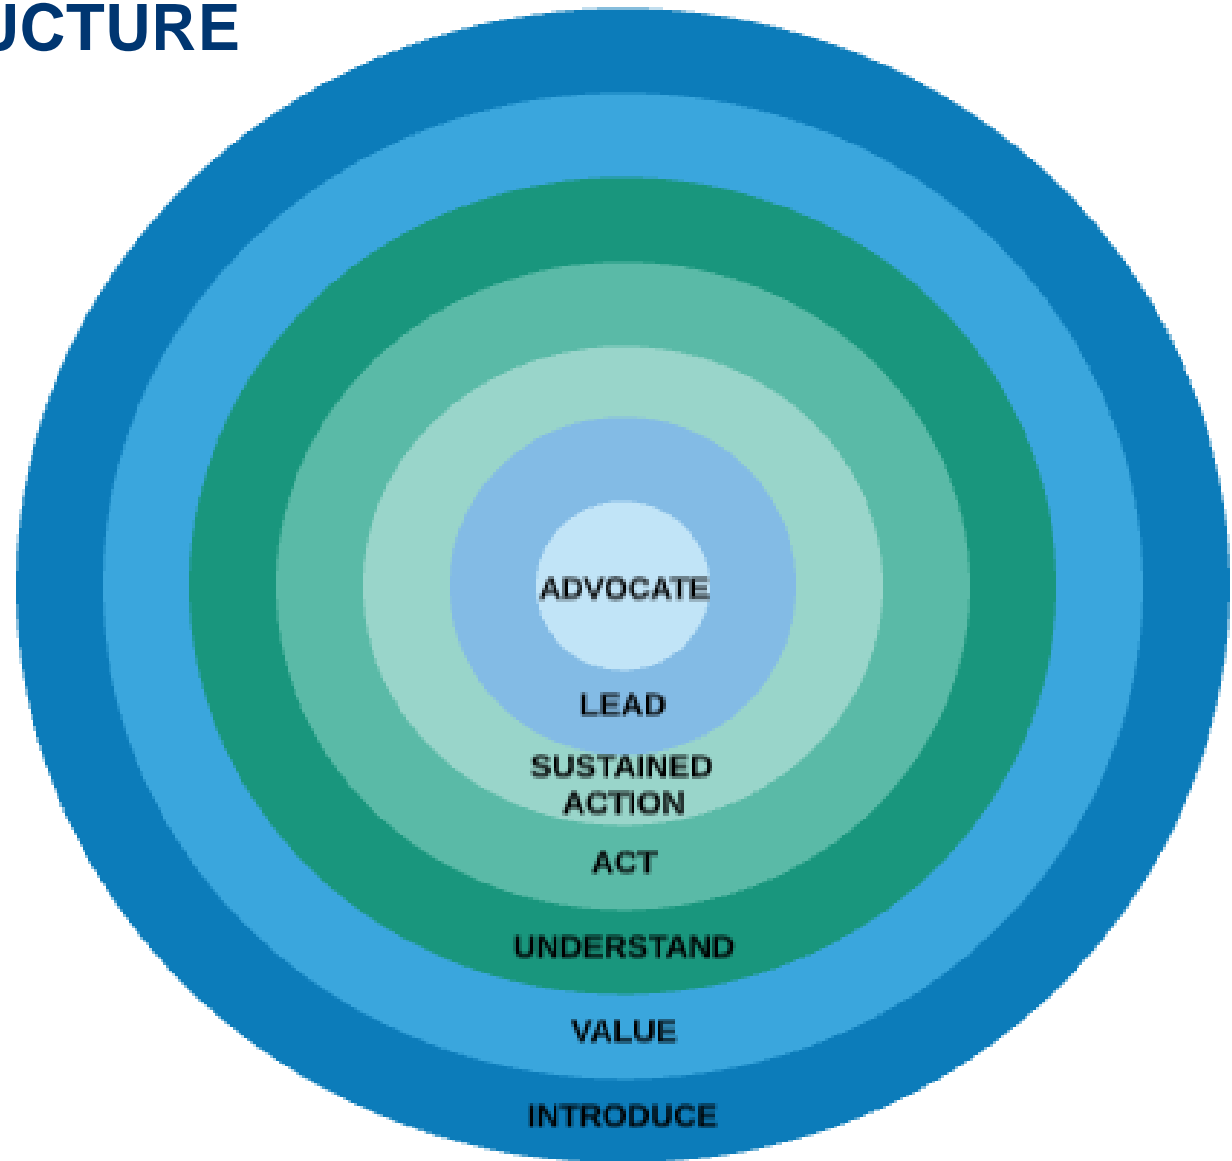 UCTURE
ADVOCATE
LEAD
SUSTAINED
ACTION
ACT
UNDERSTAND
VALUE
INTRODUCE